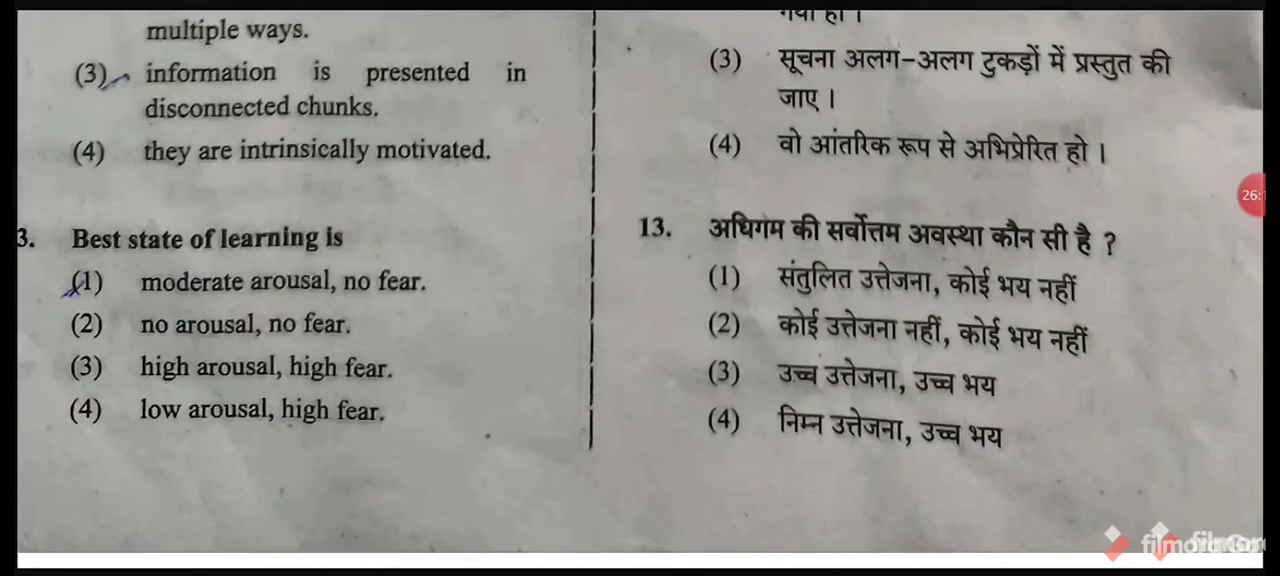 multiple ways.
(3) information is presented in
disconnected chunks.
(4) they are intrinsically motivated.
3. Best state of learning is
(1) moderate arousal, no fear.
(2) no arousal, no fear.
(3) high arousal, high fear.
(4) low arousal, high fear.
(3) सूचना अलग-अलग टुकड़ों में प्रस्तुत की
जाए ।
(4) वो आंतरिक रूप से अभिप्रेरित हो ।
13. अधिगम की सर्वोत्तम अवस्था कौन सी है ?
(1) संतुलित उत्तेजना, कोई भय नहीं
(2) कोई उत्तेजना नहीं, कोई भय नहीं
(3) उच्च उत्तेजना, उच्च भय
(4) निम्न उत्तेजना, उच्च भय